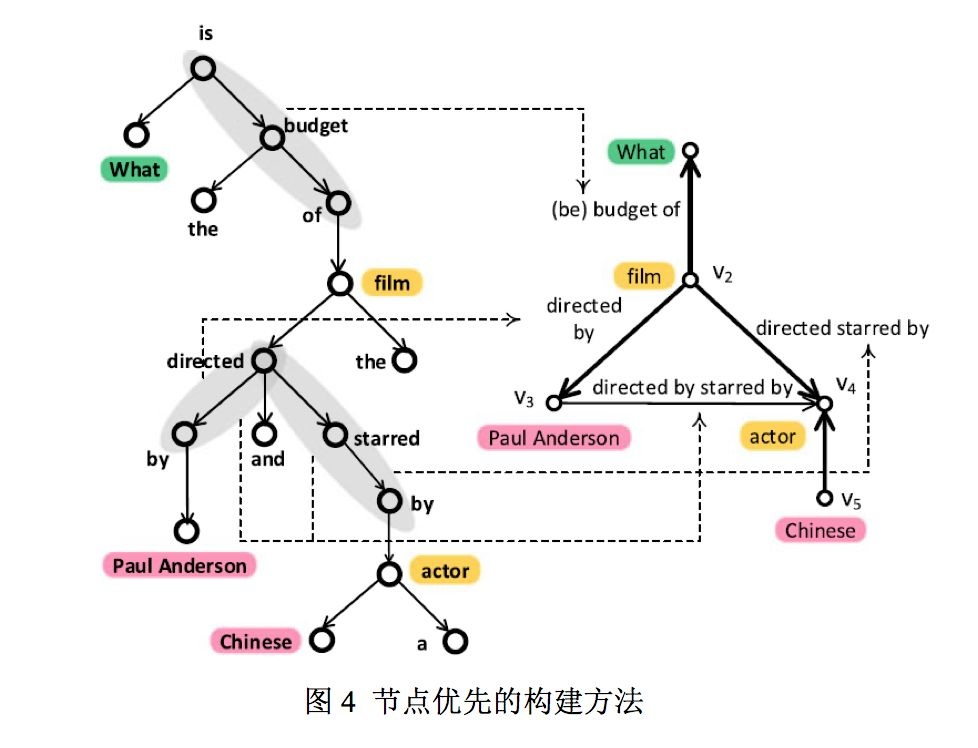 is
budget
What
the
of
film
directed
the
by
and
starred
by
Paul Anderson
actor
Chinese
a
What
(be) budget of
film
v2
directed
by
directed starred by
v3
directed by starred by
v4
Paul Anderson
actor
v5
Chinese
图 4 节点优先的构建方法